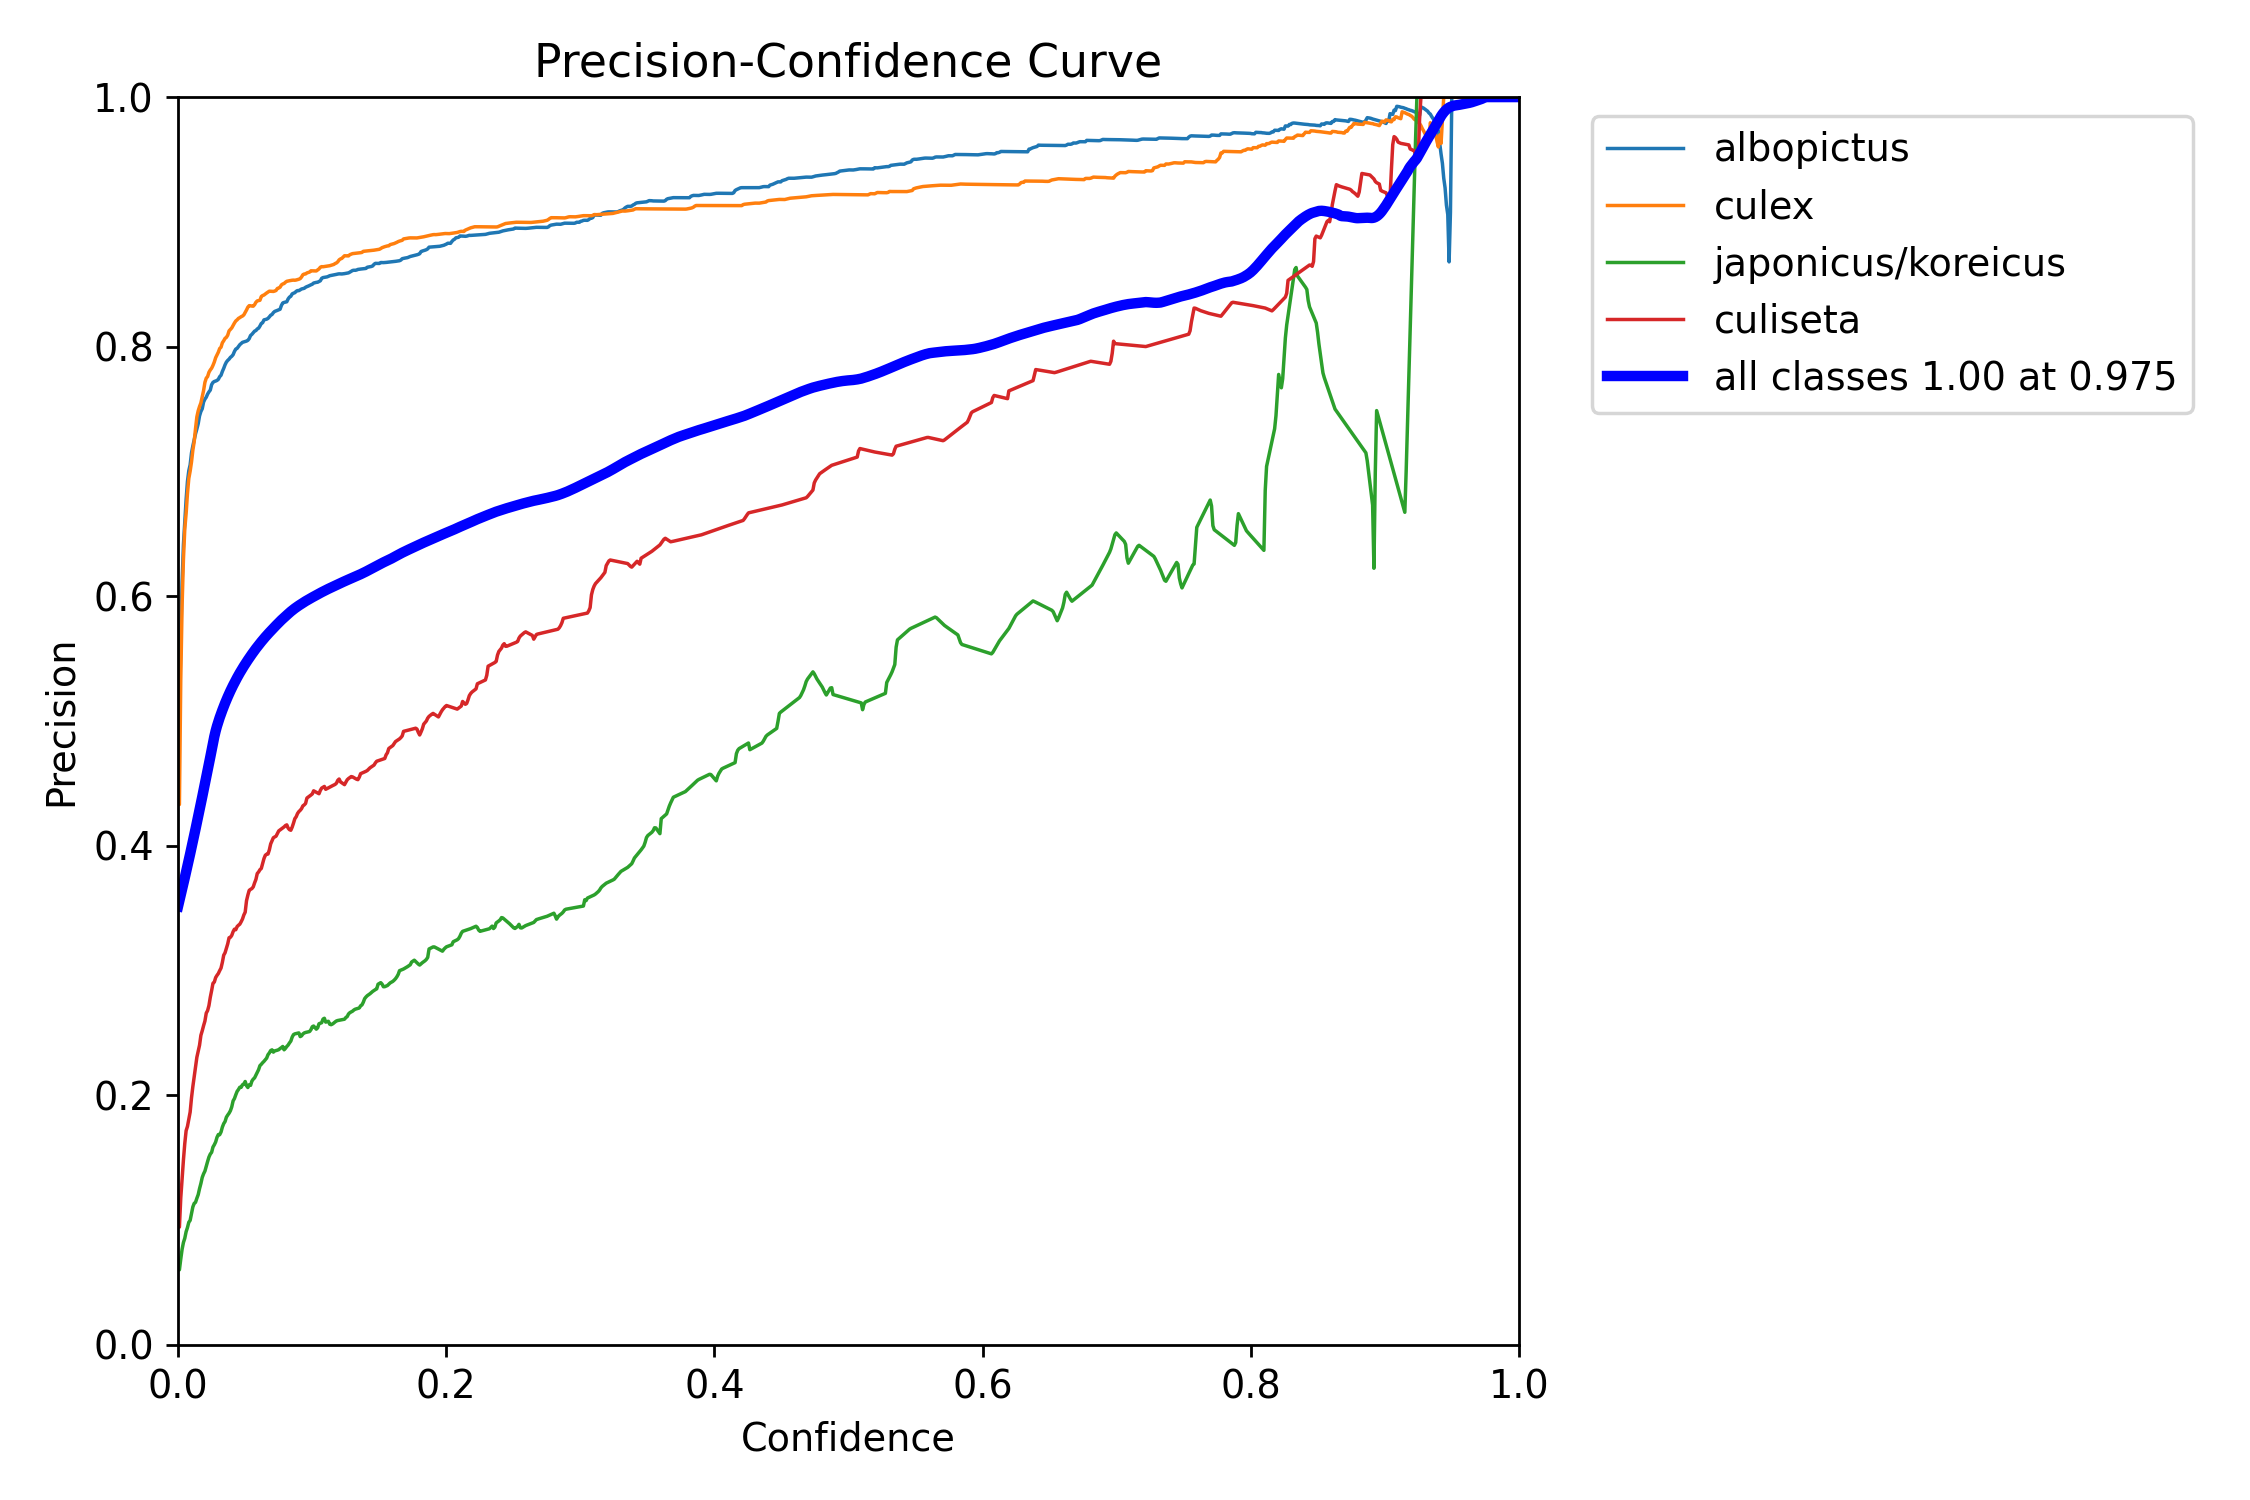 Precision-Confidence Curve
1.0
0.8
0.6
0.4
0.2
0.0
Precision
0.0 0.2 0.4 0.6 0.8 1.0
Confidence
albopictus
culex
japonicus/koreicus
culiseta
all classes 1.00 at 0.975